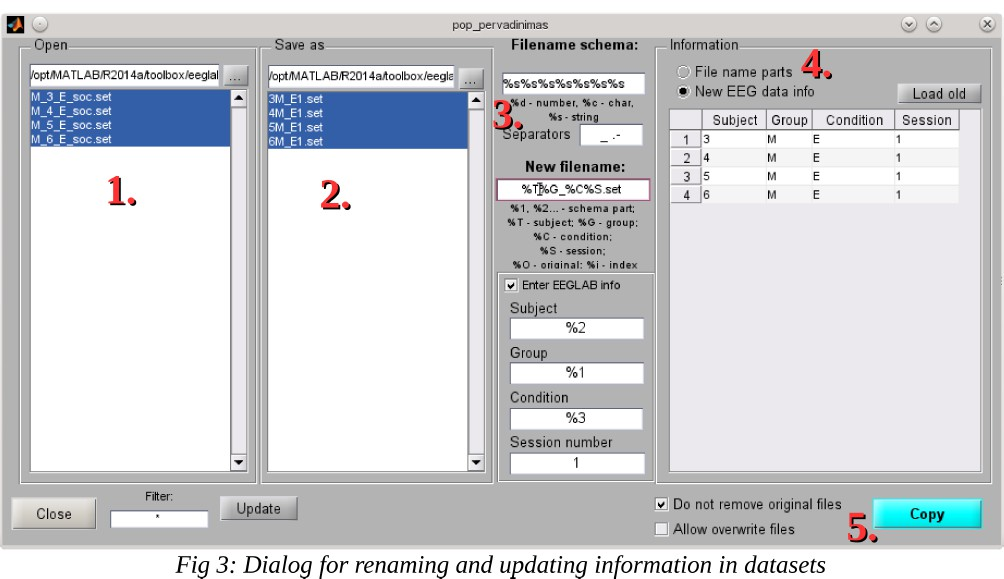 pop_pervadinimas
Open
/opt/MATLAB/R2014a/toolbox/eeglal
...
M_3_E_soc.set
M_4_E_soc.set
M_5_E_soc.set
M_6_E_soc.set
1.
Save as
/opt/MATLAB/R2014a/toolbox/eegla
...
3M_E1.set
4M_E1.set
5M_E1.set
6M_E1.set
2.
Filename schema:
%s%s%s%s%s%s%s
%d - number, %c - char,
%s - string
3.
Separators _ .-
New filename:
%T%G_%C%S.set
%1, %2... - schema part;
%T - subject; %G - group;
%C - condition;
%S - session;
%O - original; %i - index
Enter EEGLAB info
Subject
%2
Group
%1
Condition
%3
Session number
1
Information
File name parts
4.
New EEG data info
Load old
Subject Group Condition Session
1 3 M E 1
2 4 M E 1
3 5 M E 1
4 6 M E 1
Close
Filter:
*
Update
Do not remove original files
Allow overwrite files
5.
Copy
Fig 3: Dialog for renaming and updating information in datasets